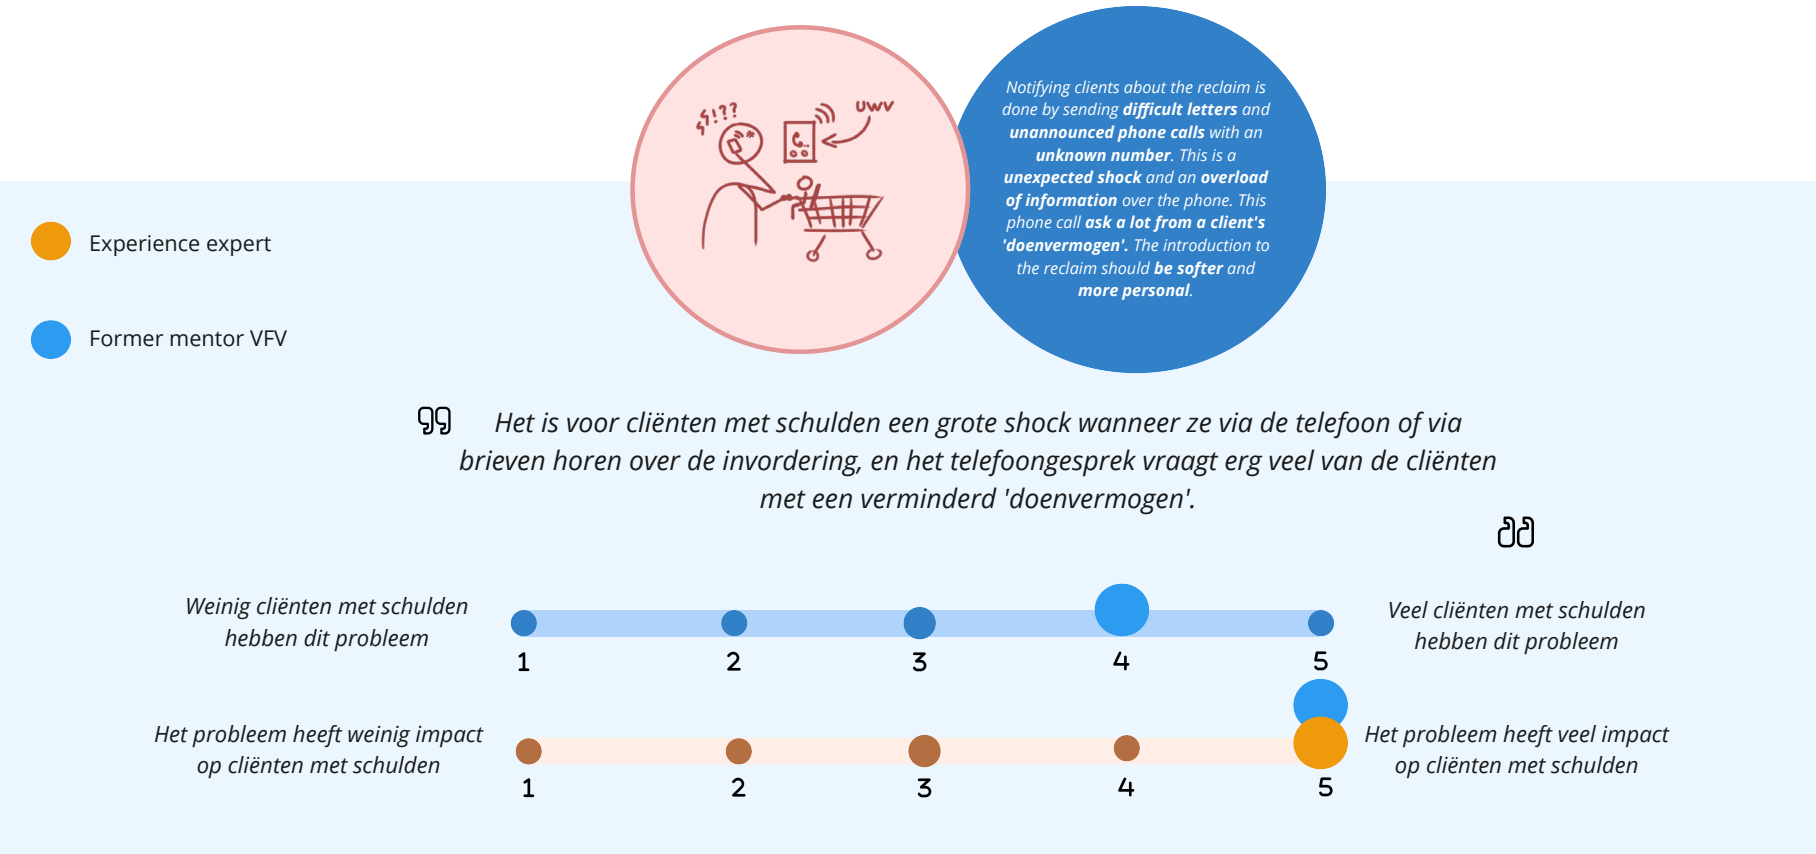 ϟϟ!??
UWV
Notifying clients about the reclaim is
done by sending difficult letters and
unannounced phone calls with an
unknown number. This is a
unexpected shock and an overload
of information over the phone. This
phone call ask a lot from a client's
'doenvermogen'. The introduction to
the reclaim should be softer and
more personal.
Experience expert
Former mentor VFV
Het is voor cliënten met schulden een grote shock wanneer ze via de telefoon of via
brieven horen over de invordering, en het telefoongesprek vraagt erg veel van de cliënten
met een verminderd 'doenvermogen'.
Weinig cliënten met schulden
hebben dit probleem
1 2 3 4 5
Veel cliënten met schulden
hebben dit probleem
Het probleem heeft weinig impact
op cliënten met schulden
1 2 3 4 5
Het probleem heeft veel impact
op cliënten met schulden